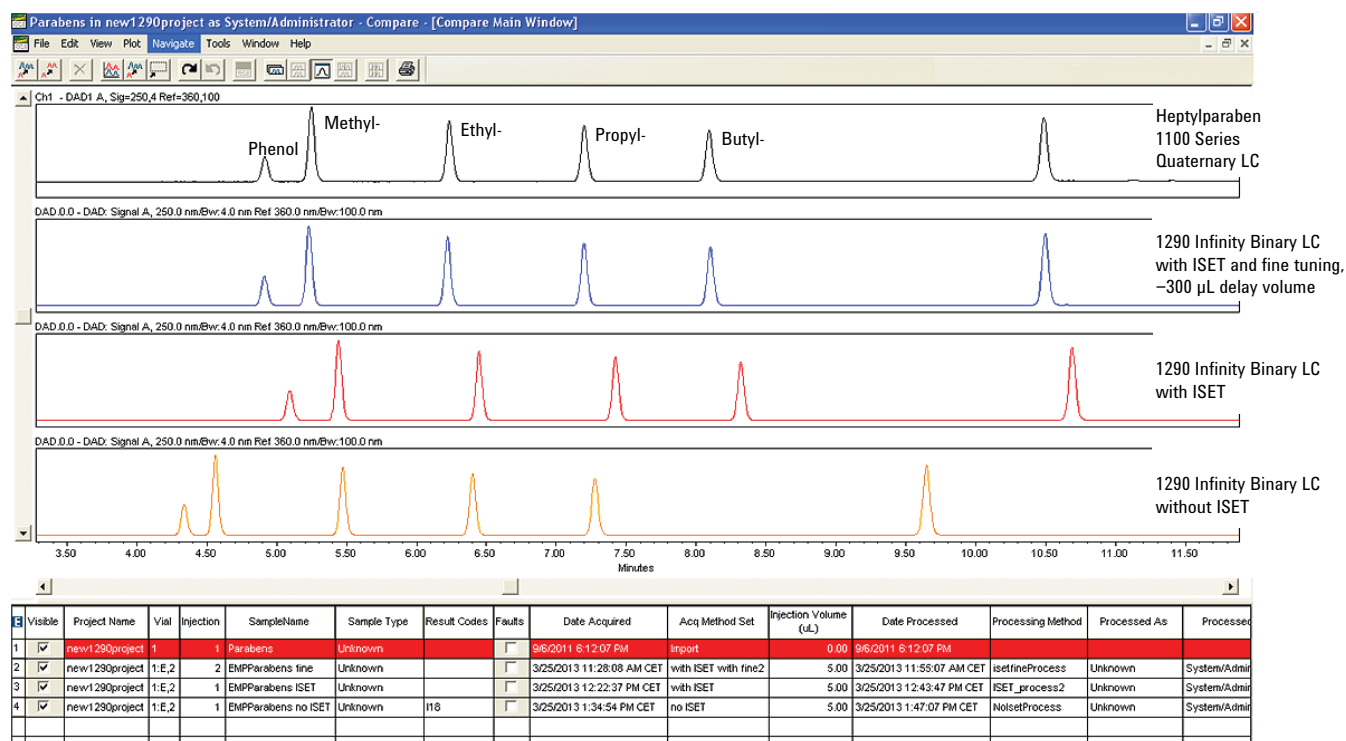 Parabens in new1290project as System/Administrator - Compare - [Compare Main Window]
File Edit View Plot Navigate Tools Window Help
Ch1 - DAD1 A, Sig=250,4 Ref=360,100
Phenol
Methyl-
Ethyl-
Propyl-
Butyl-
Heptylparaben
1100 Series
Quaternary LC
DAD.0.0 - DAD: Signal A, 250.0 nm/Bw:4.0 nm Ref 360.0 nm/Bw:100.0 nm
1290 Infinity Binary LC
with ISET and fine tuning,
–300 µL delay volume
DAD.0.0 - DAD: Signal A, 250.0 nm/Bw:4.0 nm Ref 360.0 nm/Bw:100.0 nm
1290 Infinity Binary LC
with ISET
DAD.0.0 - DAD: Signal A, 250.0 nm/Bw:4.0 nm Ref 360.0 nm/Bw:100.0 nm
1290 Infinity Binary LC
without ISET
3.50 4.00 4.50 5.00 5.50 6.00 6.50 7.00 7.50 8.00 8.50 9.00 9.50 10.00 10.50 11.00 11.50
Minutes
E Visible Project Name Vial Injection SampleName Sample Type Result Codes Faults Date Acquired Acq Method Set Injection Volume (uL) Date Processed Processing Method Processed As Processed
1 new1290project 1 1 Parabens Unknown 9/6/2011 6:12:07 PM Import 0.00 9/6/2011 6:12:07 PM
2 new1290project 1:E,2 2 EMPParabens fine Unknown 3/25/2013 11:28:08 AM CET with ISET with fine2 5.00 3/25/2013 11:55:07 AM CET isetfineProcess Unknown System/Admir
3 new1290project 1:E,2 1 EMPParabens ISET Unknown 3/25/2013 12:22:37 PM CET with ISET 5.00 3/25/2013 12:43:47 PM CET ISET_process2 Unknown System/Admir
4 new1290project 1:E,2 1 EMPParabens no ISET Unknown I18 3/25/2013 1:34:54 PM CET no ISET 5.00 3/25/2013 1:47:07 PM CET NoIsetProcess Unknown System/Admir